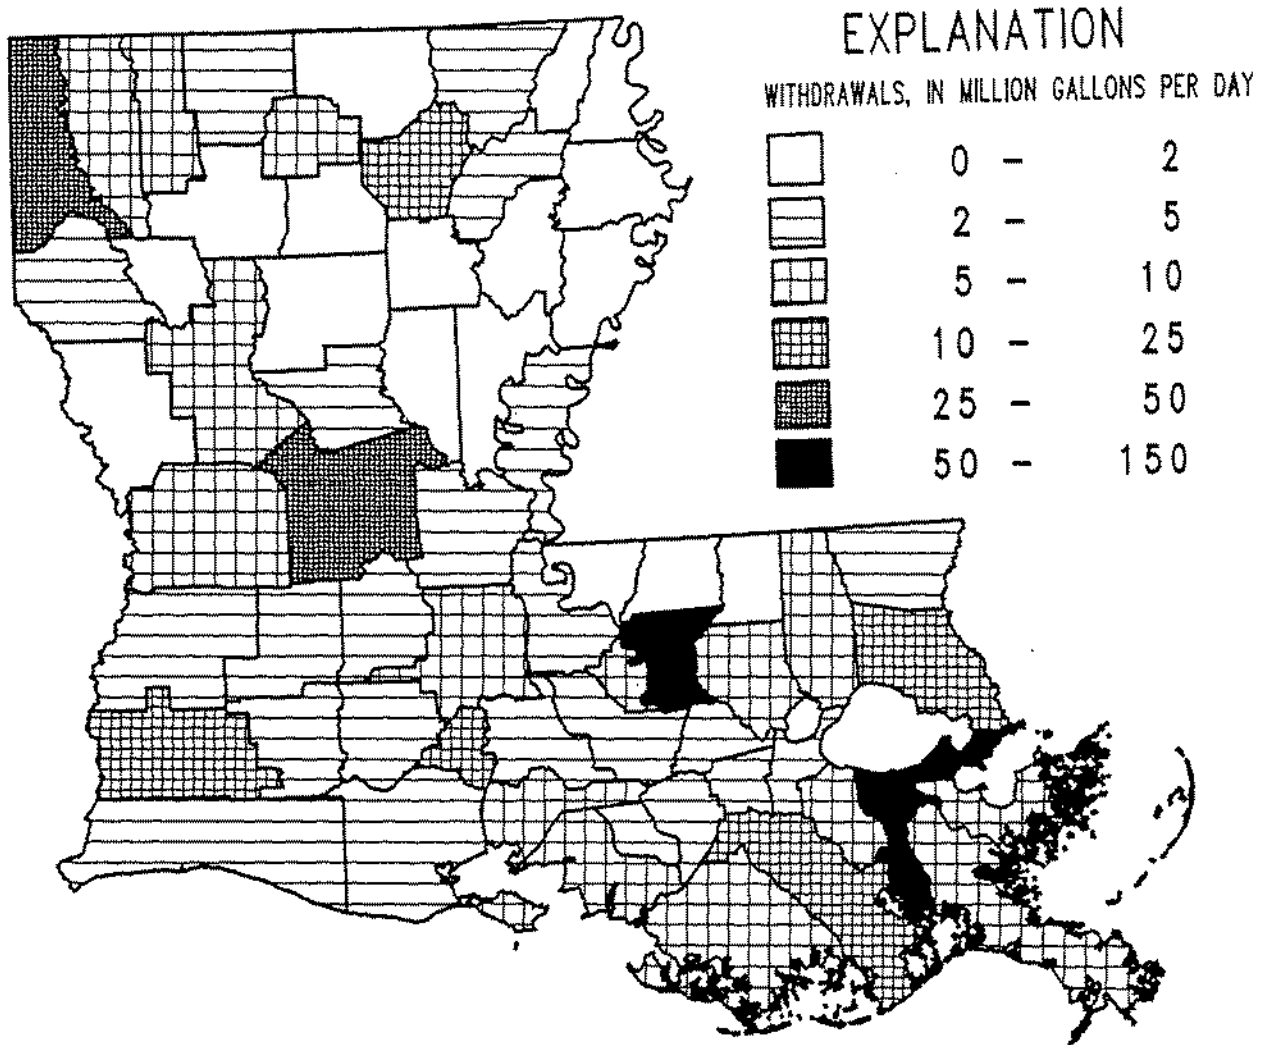 EXPLANATION
WITHDRAWALS, IN MILLION GALLONS PER DAY
0 – 2
2 – 5
5 – 10
10 – 25
25 – 50
50 – 150